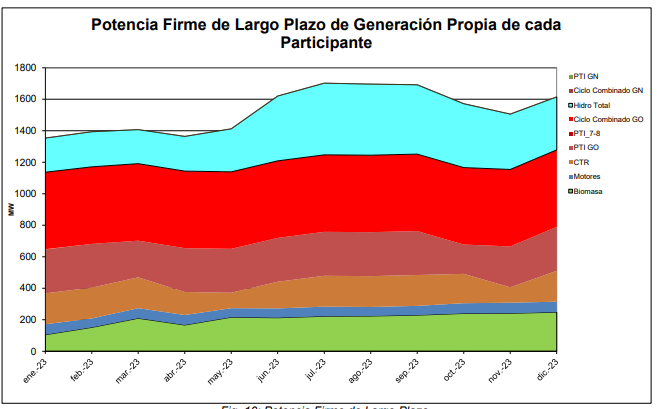 Potencia Firme de Largo Plazo de Generación Propia de cada
Participante
1800
1600
1400
1200
1000
800
600
400
200
0
MW
ene.-23
feb.-23
mar.-23
abr.-23
may.-23
jun.-23
jul.-23
ago.-23
sep.-23
oct.-23
nov.-23
dic.-23
PTI GN
Ciclo Combinado GN
Hidro Total
Ciclo Combinado GO
PTI_7-8
PTI GO
CTR
Motores
Biomasa